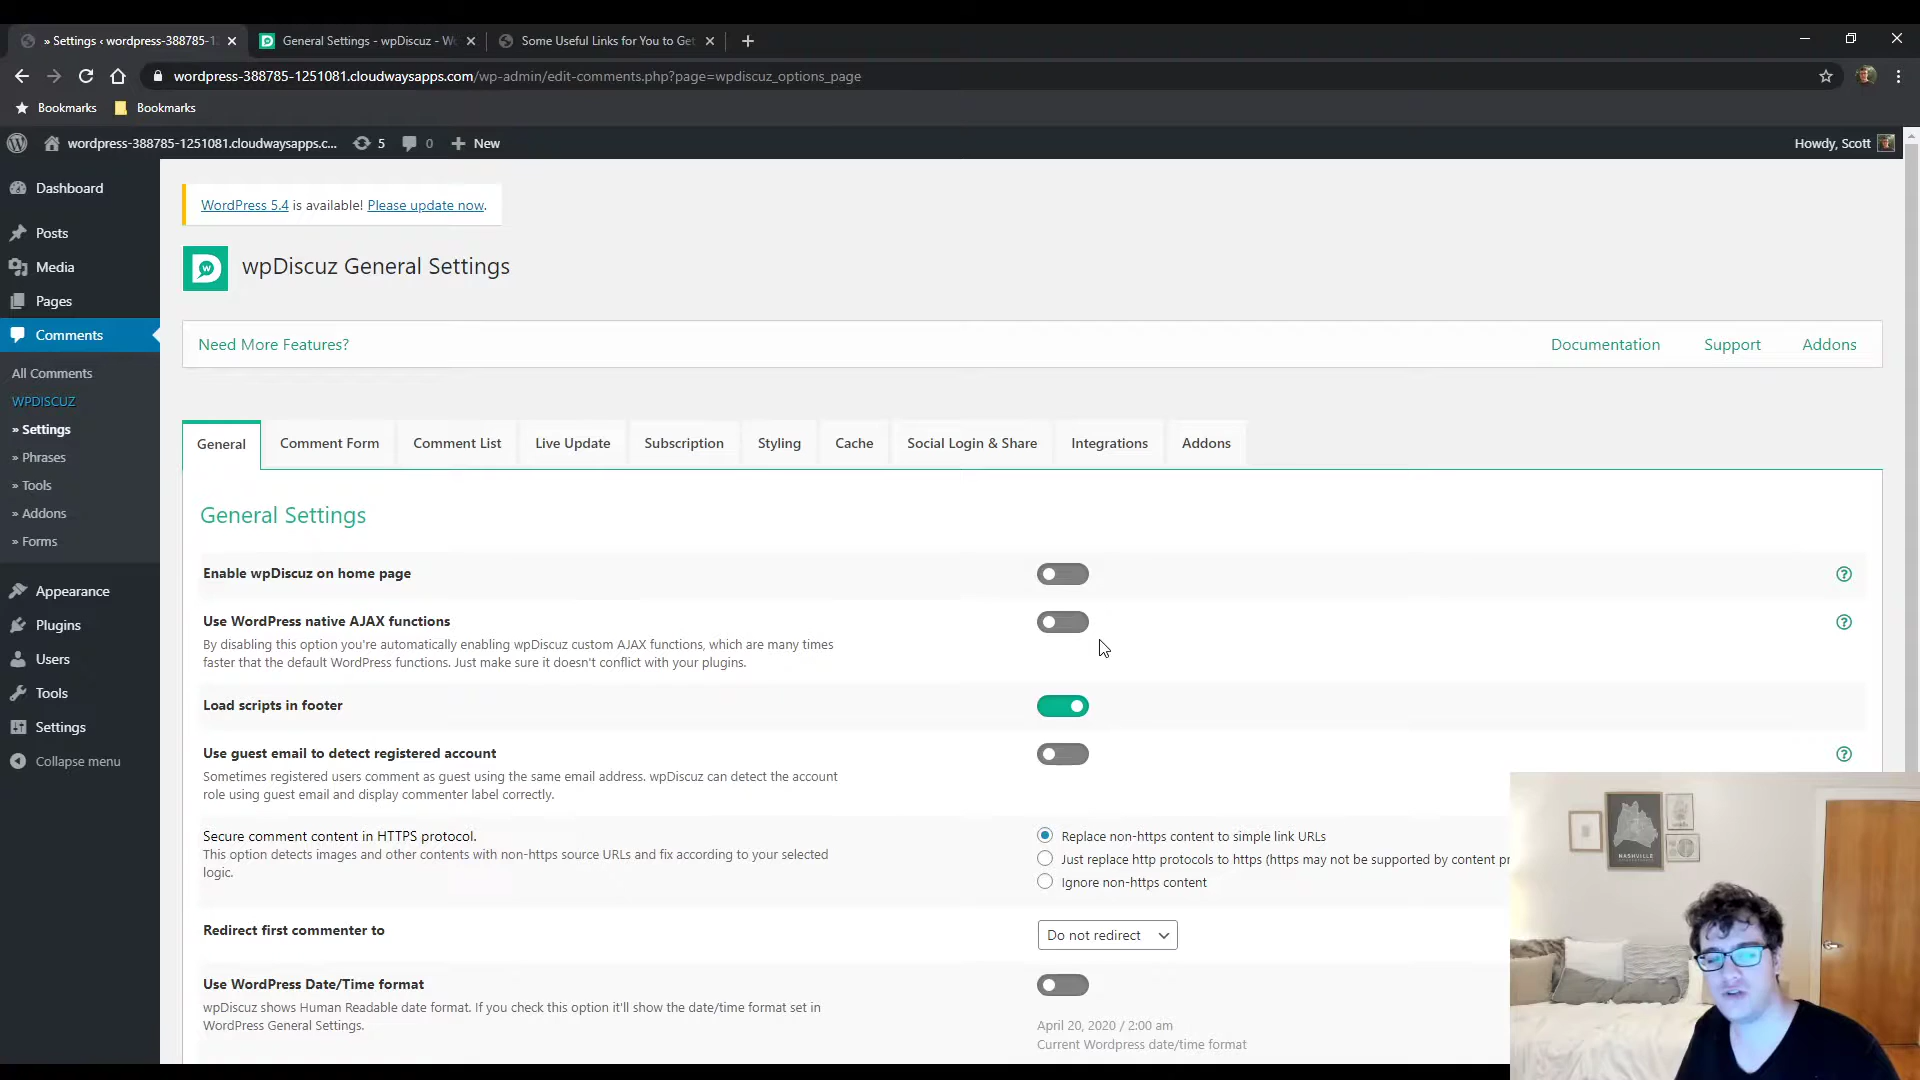 » Settings ‹ wordpress-388785-12
General Settings - wpDiscuz - Wo
Some Useful Links for You to Get
wordpress-388785-1251081.cloudwaysapps.com/wp-admin/edit-comments.php?page=wpdiscuz_options_page
Bookmarks
Bookmarks
wordpress-388785-1251081.cloudwaysapps.c...
5
0
New
Howdy, Scott
Dashboard
Posts
Media
Pages
Comments
All Comments
WPDISCUZ
» Settings
» Phrases
» Tools
» Addons
» Forms
Appearance
Plugins
Users
Tools
Settings
Collapse menu
WordPress 5.4 is available! Please update now.
wpDiscuz General Settings
Need More Features?
Documentation
Support
Addons
General
Comment Form
Comment List
Live Update
Subscription
Styling
Cache
Social Login & Share
Integrations
Addons
General Settings
Enable wpDiscuz on home page
Use WordPress native AJAX functions
By disabling this option you're automatically enabling wpDiscuz custom AJAX functions, which are many times
faster that the default WordPress functions. Just make sure it doesn't conflict with your plugins.
Load scripts in footer
Use guest email to detect registered account
Sometimes registered users comment as guest using the same email address. wpDiscuz can detect the account
role using guest email and display commenter label correctly.
Secure comment content in HTTPS protocol.
This option detects images and other contents with non-https source URLs and fix according to your selected
logic.
Replace non-https content to simple link URLs
Just replace http protocols to https (https may not be supported by content pr
Ignore non-https content
Redirect first commenter to
Do not redirect
Use WordPress Date/Time format
wpDiscuz shows Human Readable date format. If you check this option it'll show the date/time format set in
WordPress General Settings.
April 20, 2020 / 2:00 am
Current Wordpress date/time format
NASHVILLE